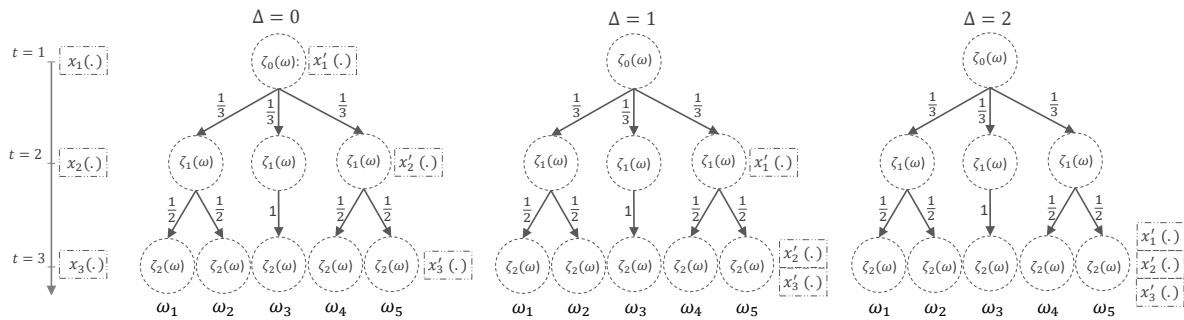 Δ = 0
Δ = 1
Δ = 2
t = 1
x₁(.)
ζ₀(ω):
x′₁(.)
ζ₀(ω)
ζ₀(ω)
1/3 1/3 1/3
1/3 1/3 1/3
1/3 1/3 1/3
t = 2
x₂(.)
ζ₁(ω) ζ₁(ω) ζ₁(ω)
x′₂(.)
ζ₁(ω) ζ₁(ω) ζ₁(ω)
x′₁(.)
ζ₁(ω) ζ₁(ω) ζ₁(ω)
1/2 1/2 1 1/2 1/2
1/2 1/2 1 1/2 1/2
1/2 1/2 1 1/2 1/2
t = 3
x₃(.)
ζ₂(ω) ζ₂(ω) ζ₂(ω) ζ₂(ω) ζ₂(ω)
x′₃(.)
ζ₂(ω) ζ₂(ω) ζ₂(ω) ζ₂(ω) ζ₂(ω)
x′₂(.)
x′₃(.)
ζ₂(ω) ζ₂(ω) ζ₂(ω) ζ₂(ω) ζ₂(ω)
x′₁(.)
x′₂(.)
x′₃(.)
ω₁ ω₂ ω₃ ω₄ ω₅
ω₁ ω₂ ω₃ ω₄ ω₅
ω₁ ω₂ ω₃ ω₄ ω₅